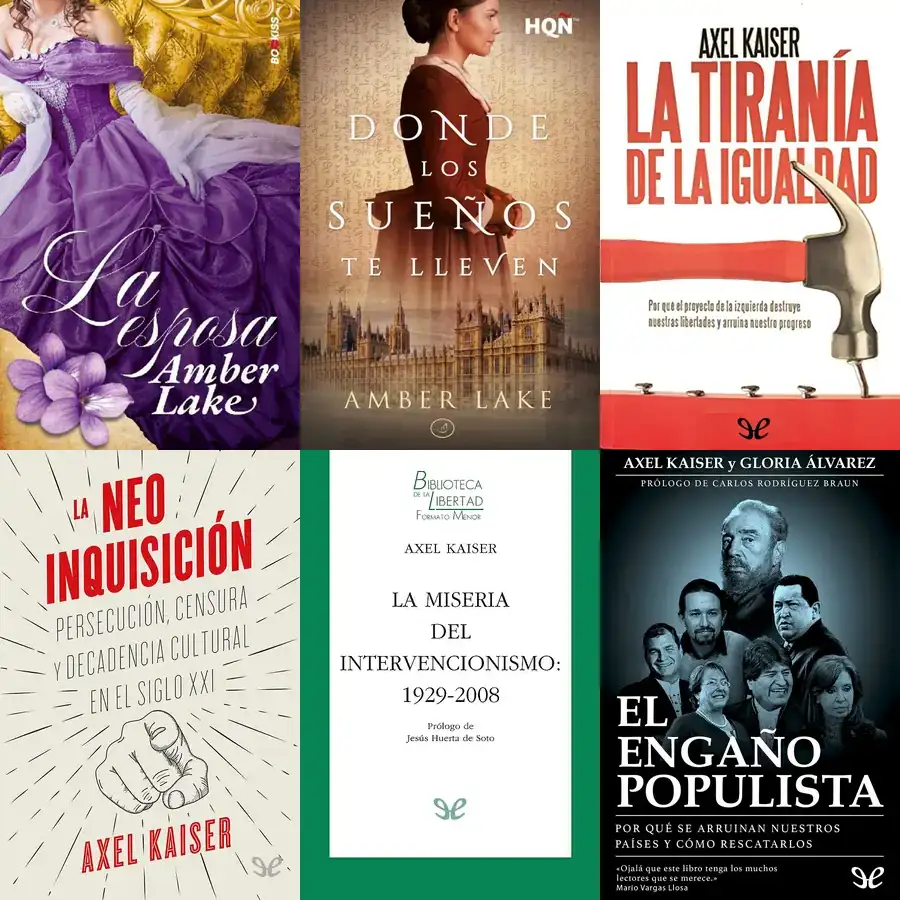 BOOKISS
La
esposa
Amber
Lake
HQÑ
DONDE
LOS
SUEÑOS
TE LLEVEN
AMBER LAKE
AXEL KAISER
LA TIRANÍA
DE LA IGUALDAD
Por qué el proyecto de la izquierda destruye
nuestras libertades y arruina nuestro progreso
LA NEO
INQUISICIÓN
PERSECUCIÓN, CENSURA
Y DECADENCIA CULTURAL
EN EL SIGLO XXI
AXEL KAISER
BIBLIOTECA
DE LA
LIBERTAD
FORMATO MENOR
AXEL KAISER
LA MISERIA
DEL
INTERVENCIONISMO:
1929-2008
Prólogo de
Jesús Huerta de Soto
AXEL KAISER y GLORIA ÁLVAREZ
PRÓLOGO DE CARLOS RODRÍGUEZ BRAUN
EL
ENGAÑO
POPULISTA
POR QUÉ SE ARRUINAN NUESTROS
PAÍSES Y CÓMO RESCATARLOS
«Ojalá que este libro tenga los muchos
lectores que se merece.»
Mario Vargas Llosa